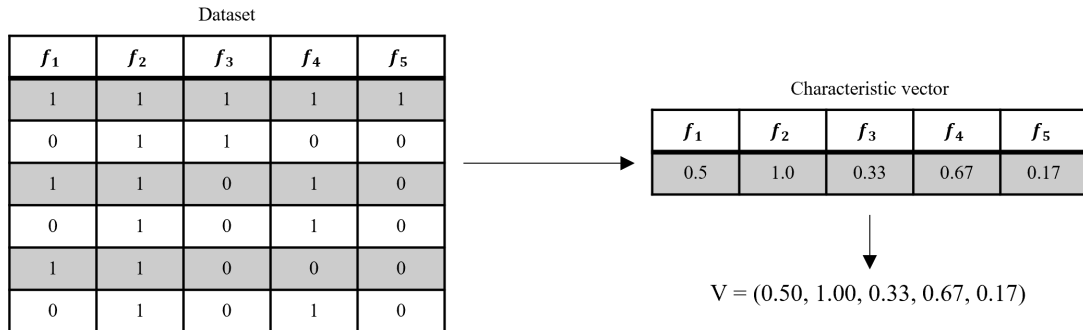 Dataset
f1 f2 f3 f4 f5
1 1 1 1 1
0 1 1 0 0
1 1 0 1 0
0 1 0 1 0
1 1 0 0 0
0 1 0 1 0
Characteristic vector
f1 f2 f3 f4 f5
0.5 1.0 0.33 0.67 0.17
V = (0.50, 1.00, 0.33, 0.67, 0.17)